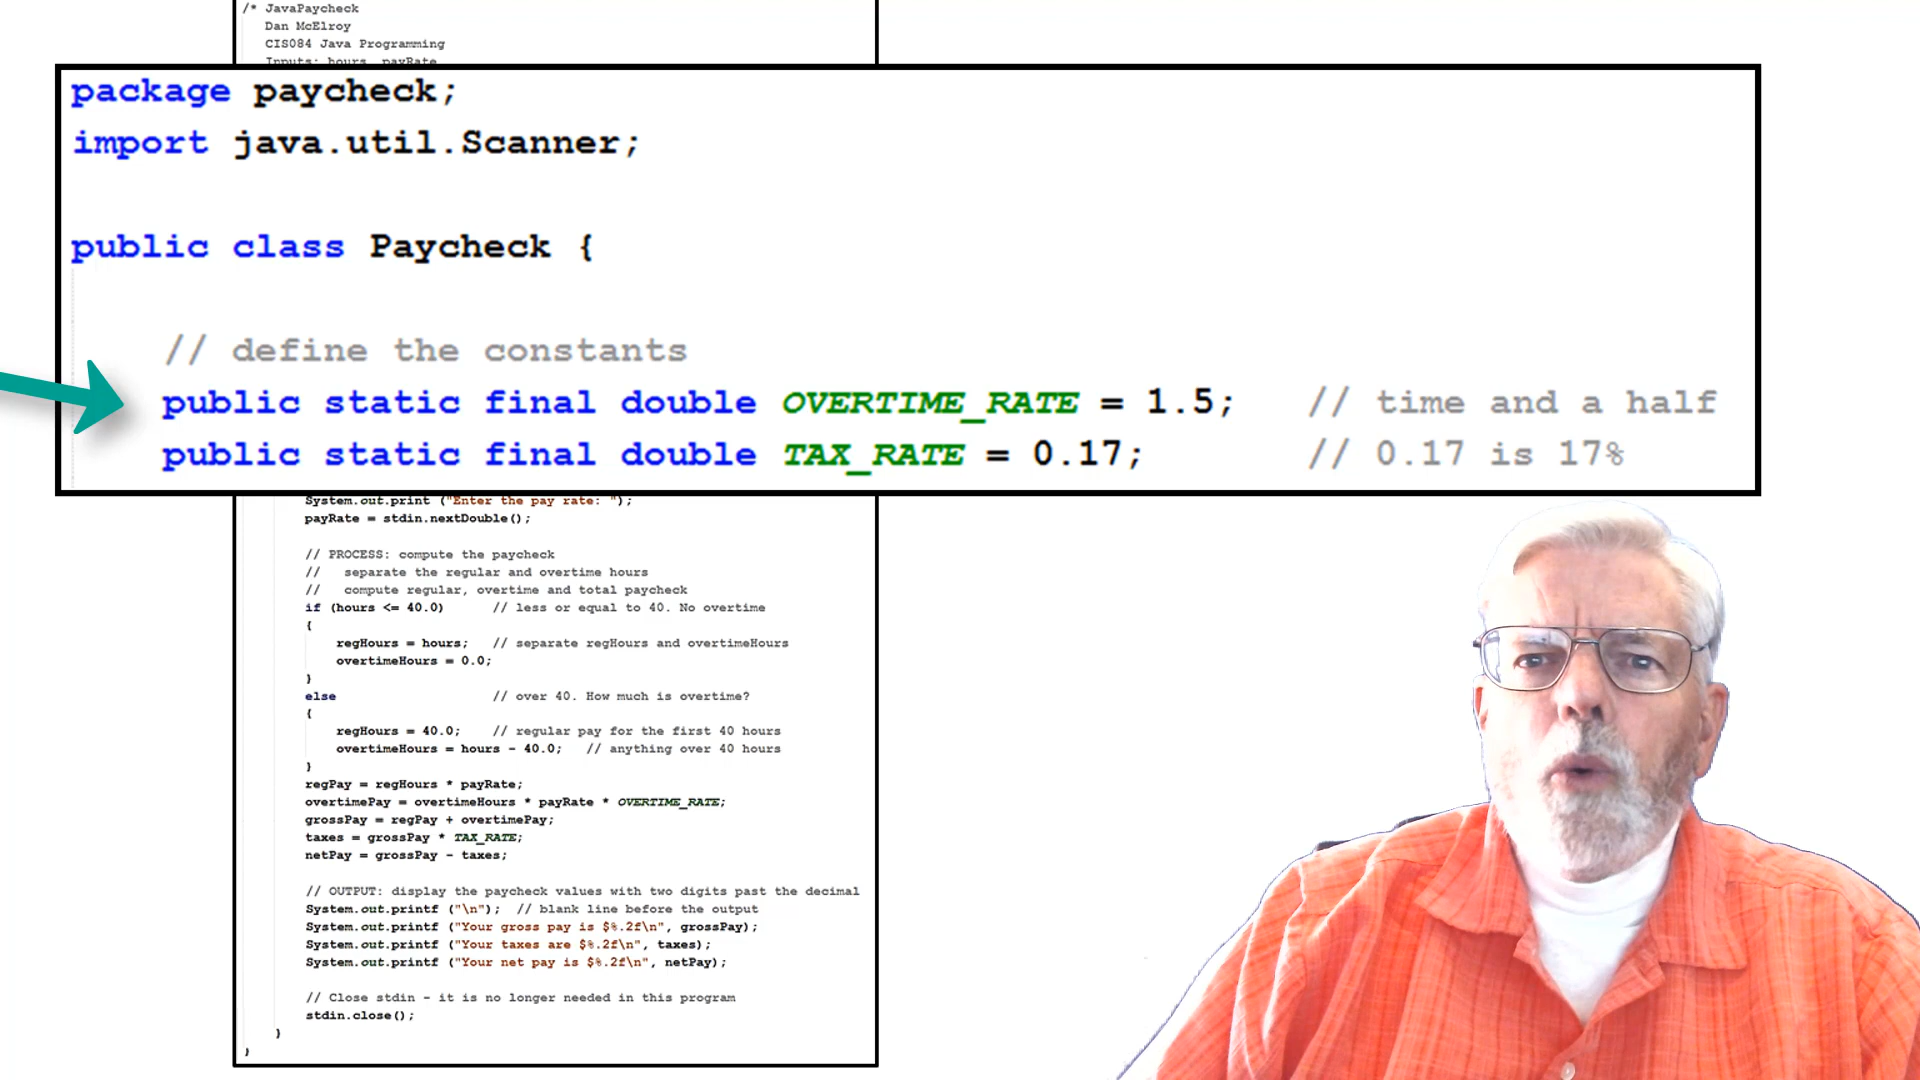 /* JavaPaycheck
Dan McElroy
CIS084 Java Programming
Inputs: hours, payRate
package paycheck;
import java.util.Scanner;
public class Paycheck {
// define the constants
public static final double OVERTIME_RATE = 1.5; // time and a half
public static final double TAX_RATE = 0.17; // 0.17 is 17%
System.out.print ("Enter the pay rate: ");
payRate = stdin.nextDouble();
// PROCESS: compute the paycheck
// separate the regular and overtime hours
// compute regular, overtime and total paycheck
if (hours <= 40.0) // less or equal to 40. No overtime
{
regHours = hours; // separate regHours and overtimeHours
overtimeHours = 0.0;
}
else // over 40. How much is overtime?
{
regHours = 40.0; // regular pay for the first 40 hours
overtimeHours = hours - 40.0; // anything over 40 hours
}
regPay = regHours * payRate;
overtimePay = overtimeHours * payRate * OVERTIME_RATE;
grossPay = regPay + overtimePay;
taxes = grossPay * TAX_RATE;
netPay = grossPay - taxes;
// OUTPUT: display the paycheck values with two digits past the decimal
System.out.printf ("\n"); // blank line before the output
System.out.printf ("Your gross pay is $%.2f\n", grossPay);
System.out.printf ("Your taxes are $%.2f\n", taxes);
System.out.printf ("Your net pay is $%.2f\n", netPay);
// Close stdin - it is no longer needed in this program
stdin.close();
}
}